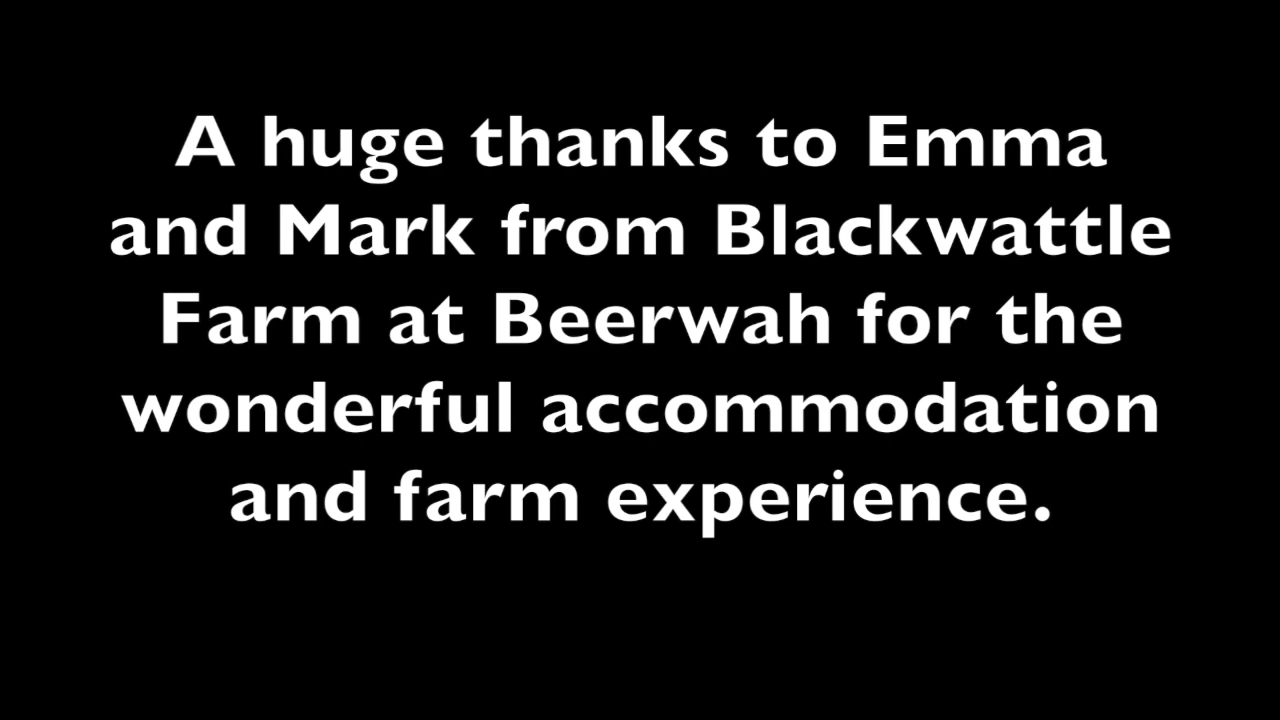 A huge thanks to Emma
and Mark from Blackwattle
Farm at Beerwah for the
wonderful accommodation
and farm experience.